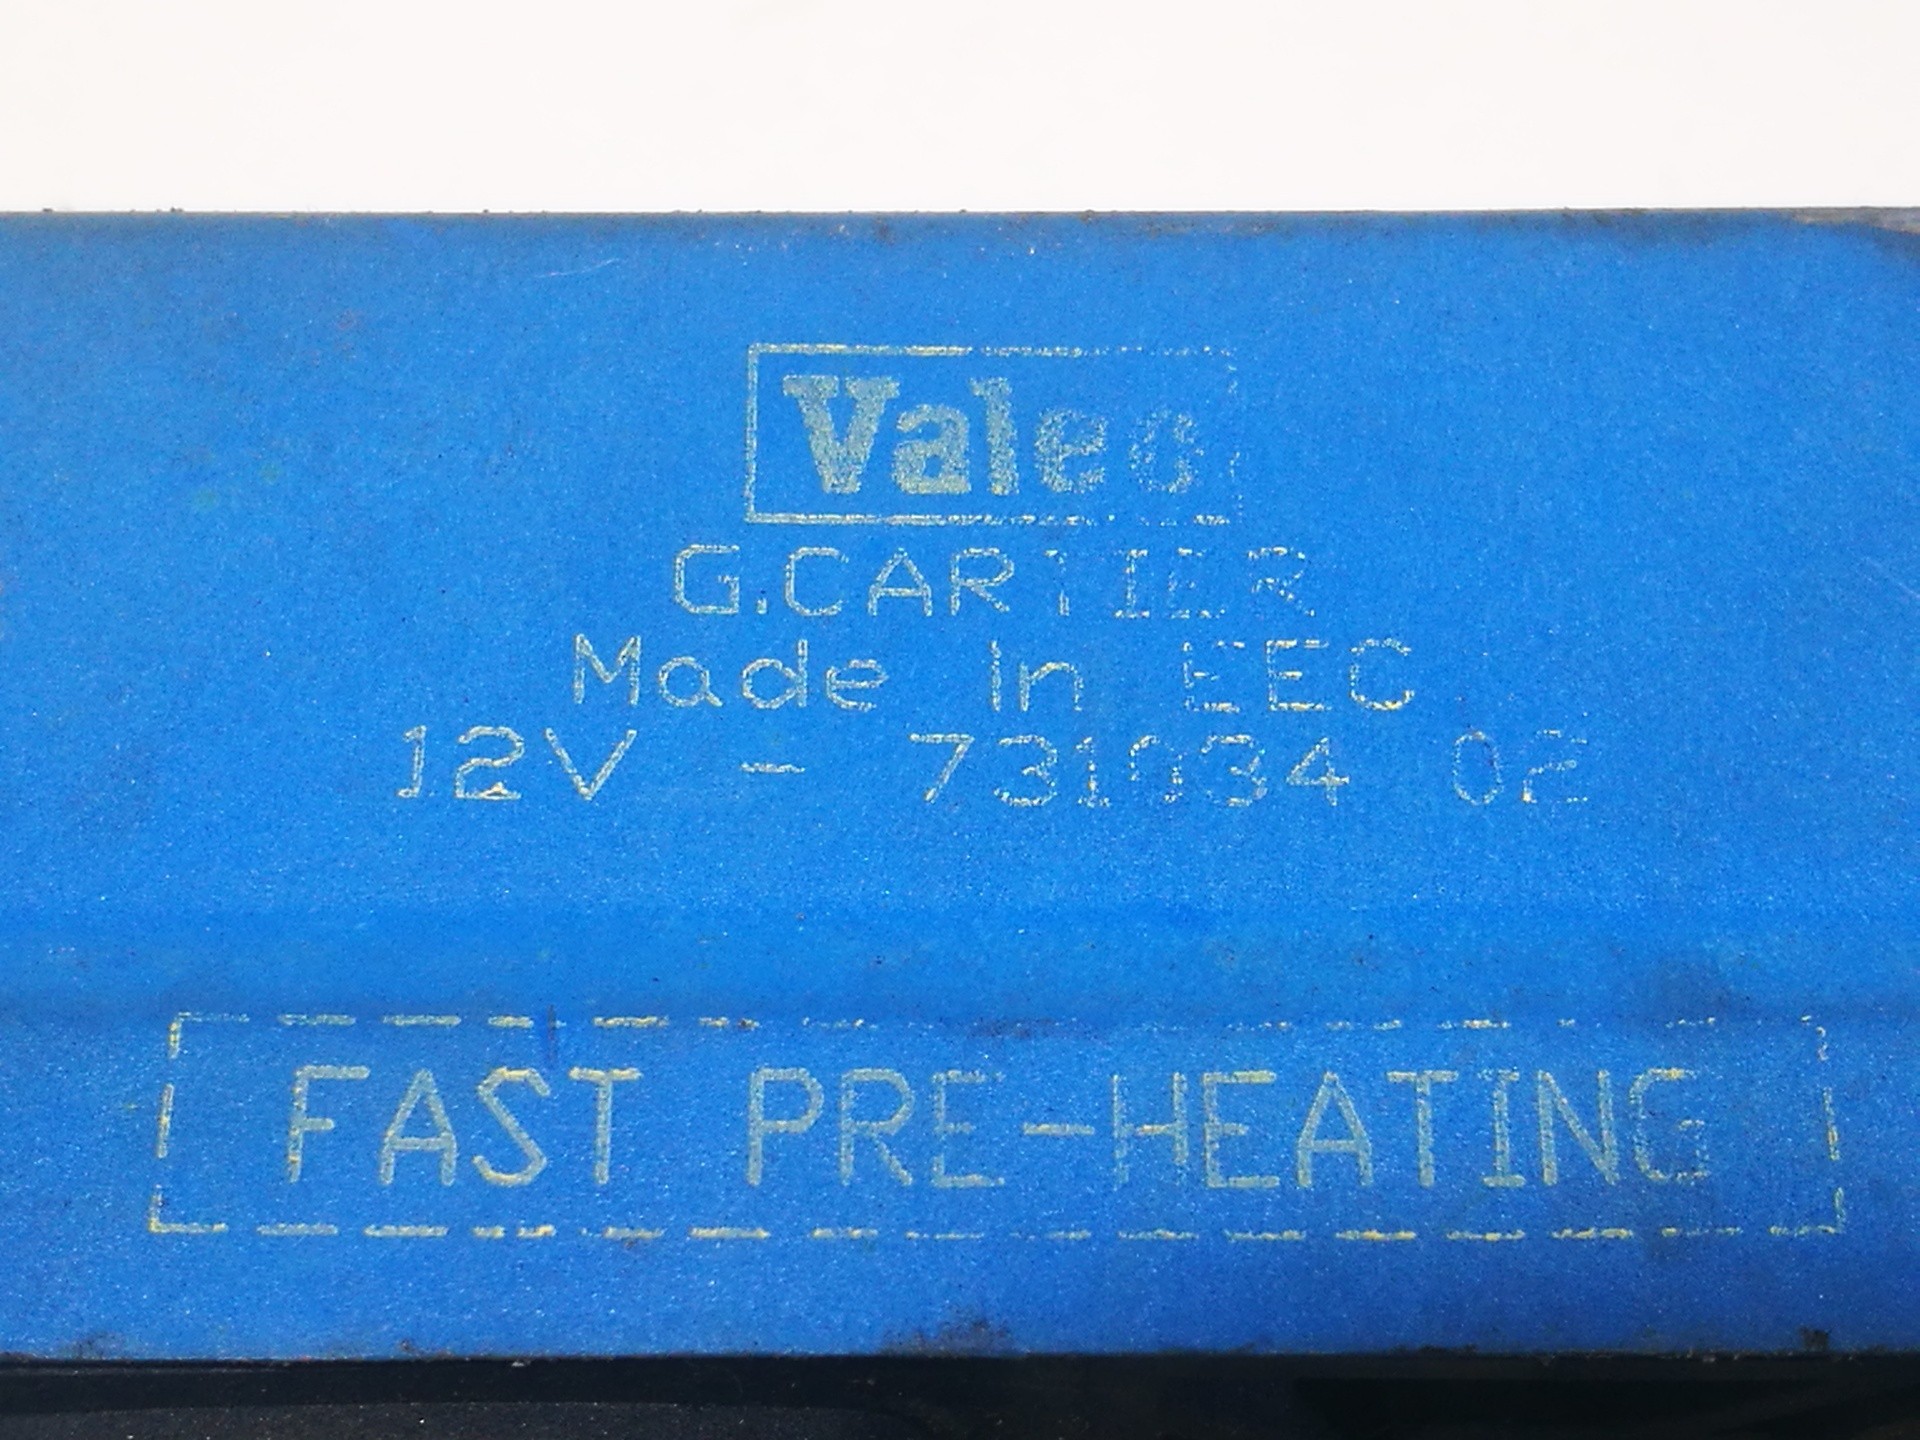 Valeo
G.CARTIER
Made In EEC
12V - 731034 02
FAST PRE-HEATING